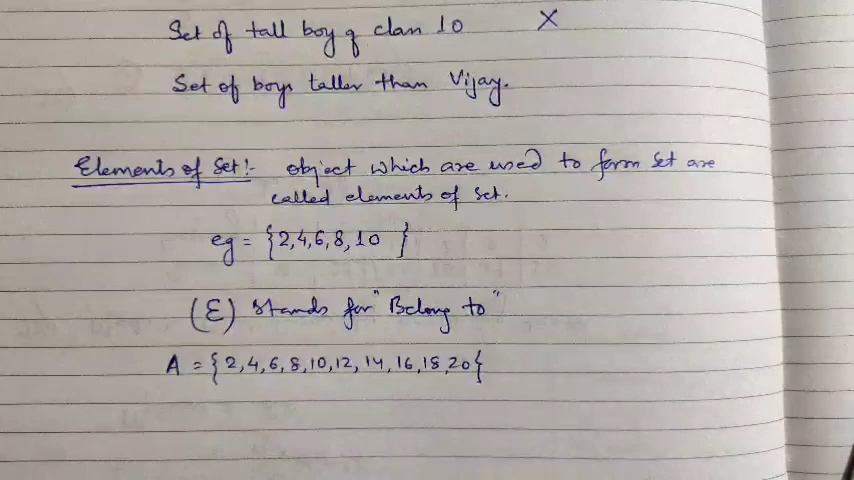 Set of tall boy of class 10 X
Set of boys taller than Vijay.
Elements of Set:- object which are used to form set are
called elements of set.
eg = {2,4,6,8,10 }
(Ɛ) Stands for "Belong to"
A = {2,4,6,8,10,12,14,16,18,20{